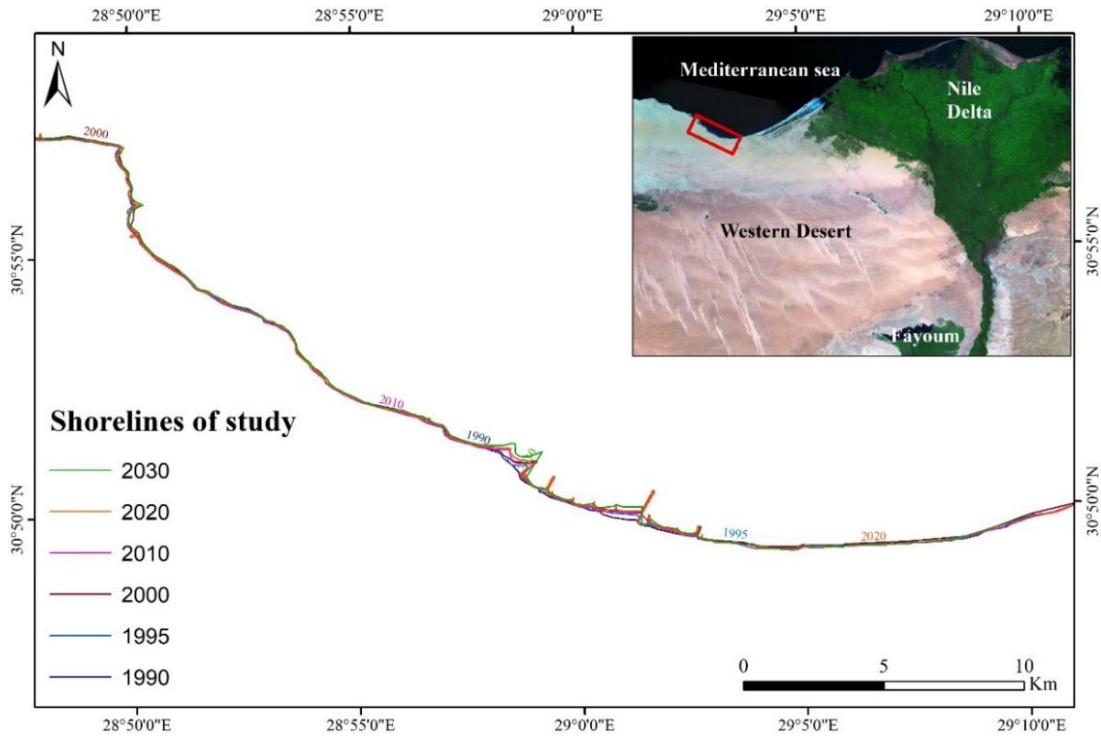 28°50'0"E 28°55'0"E 29°0'0"E 29°5'0"E 29°10'0"E
N
Mediterranean sea
Nile
Delta
Western Desert
Fayoum
30°55'0"N
30°55'0"N
2000
2010
1990
1995
2020
30°50'0"N
30°50'0"N
Shorelines of study
2030
2020
2010
2000
1995
1990
0 5 10
Km
28°50'0"E 28°55'0"E 29°0'0"E 29°5'0"E 29°10'0"E